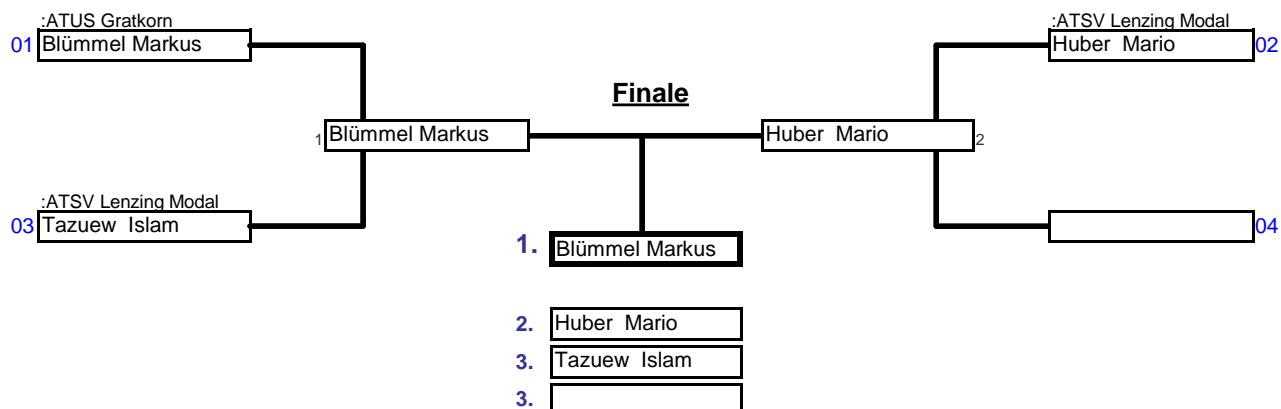 :ATUS Gratkorn
01 Blümmel Markus
:ATSV Lenzing Modal
Huber  Mario 02
Finale
1 Blümmel Markus
Huber  Mario 2
:ATSV Lenzing Modal
03 Tazuew  Islam
04
1. Blümmel Markus
2. Huber  Mario
3. Tazuew  Islam
3.